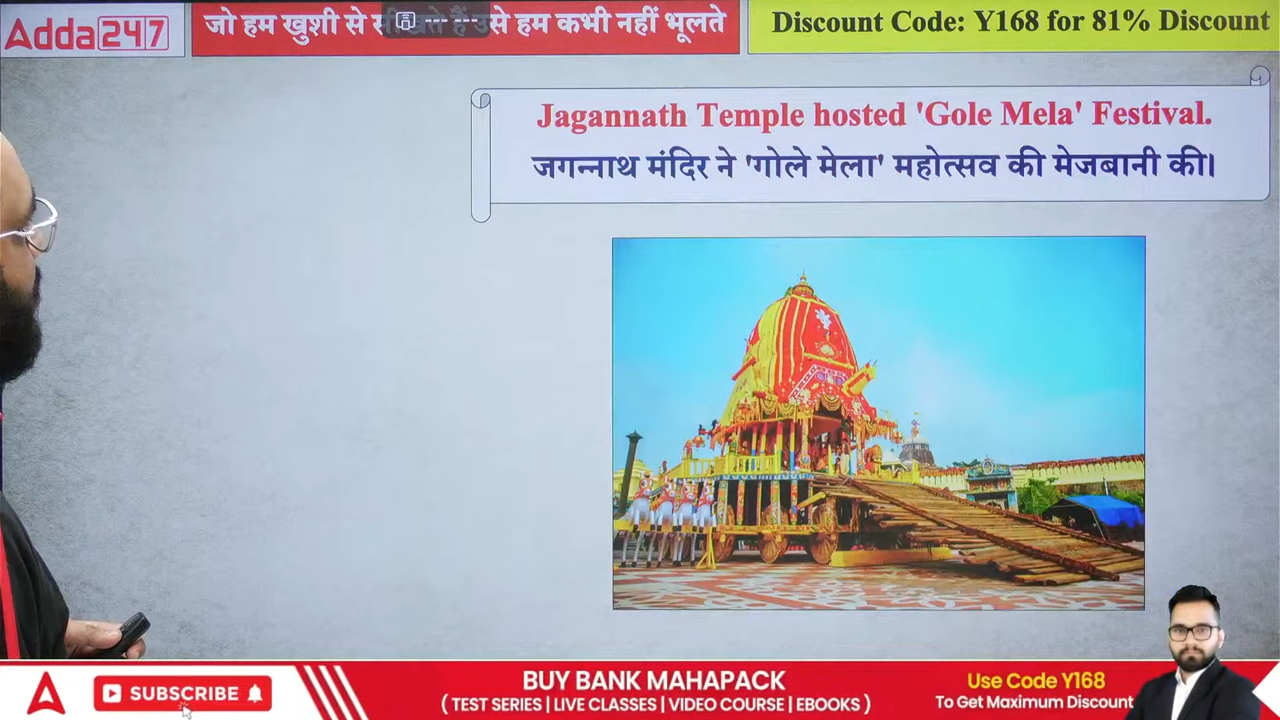 Adda247
जो हम खुशी से सीखते हैं उसे हम कभी नहीं भूलते
Discount Code: Y168 for 81% Discount
Jagannath Temple hosted 'Gole Mela' Festival.
जगन्नाथ मंदिर ने 'गोले मेला' महोत्सव की मेजबानी की।
SUBSCRIBE
BUY BANK MAHAPACK
( TEST SERIES | LIVE CLASSES | VIDEO COURSE | EBOOKS )
Use Code Y168
To Get Maximum Discount